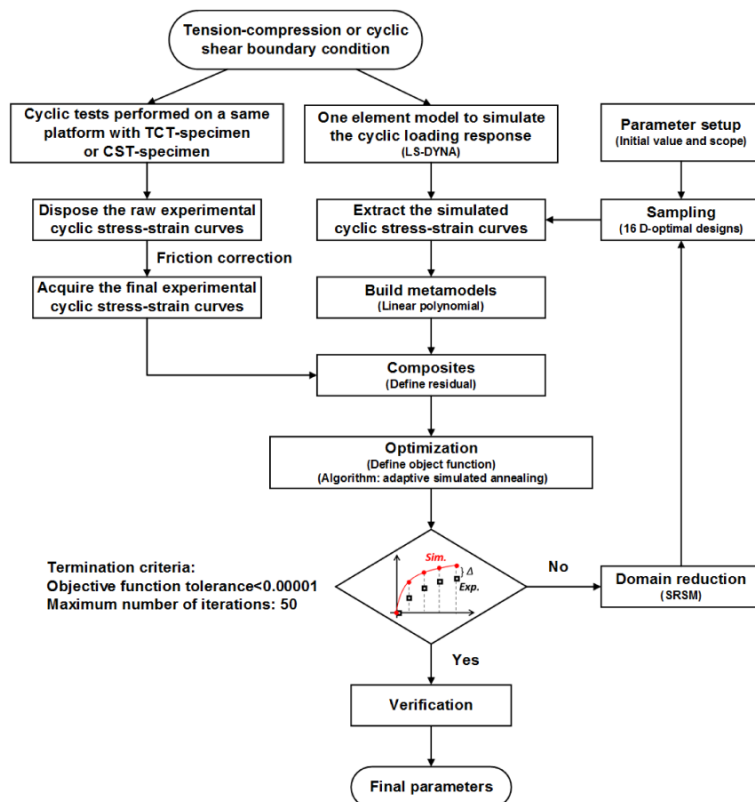 Tension-compression or cyclic
shear boundary condition
Cyclic tests performed on a same
platform with TCT-specimen
or CST-specimen
One element model to simulate
the cyclic loading response
(LS-DYNA)
Parameter setup
(Initial value and scope)
Dispose the raw experimental
cyclic stress-strain curves
Extract the simulated
cyclic stress-strain curves
Sampling
(16 D-optimal designs)
Friction correction
Acquire the final experimental
cyclic stress-strain curves
Build metamodels
(Linear polynomial)
Composites
(Define residual)
Optimization
(Define object function)
(Algorithm: adaptive simulated annealing)
Termination criteria:
Objective function tolerance<0.00001
Maximum number of iterations: 50
Sim.
Δ
Exp.
No
Domain reduction
(SRSM)
Yes
Verification
Final parameters